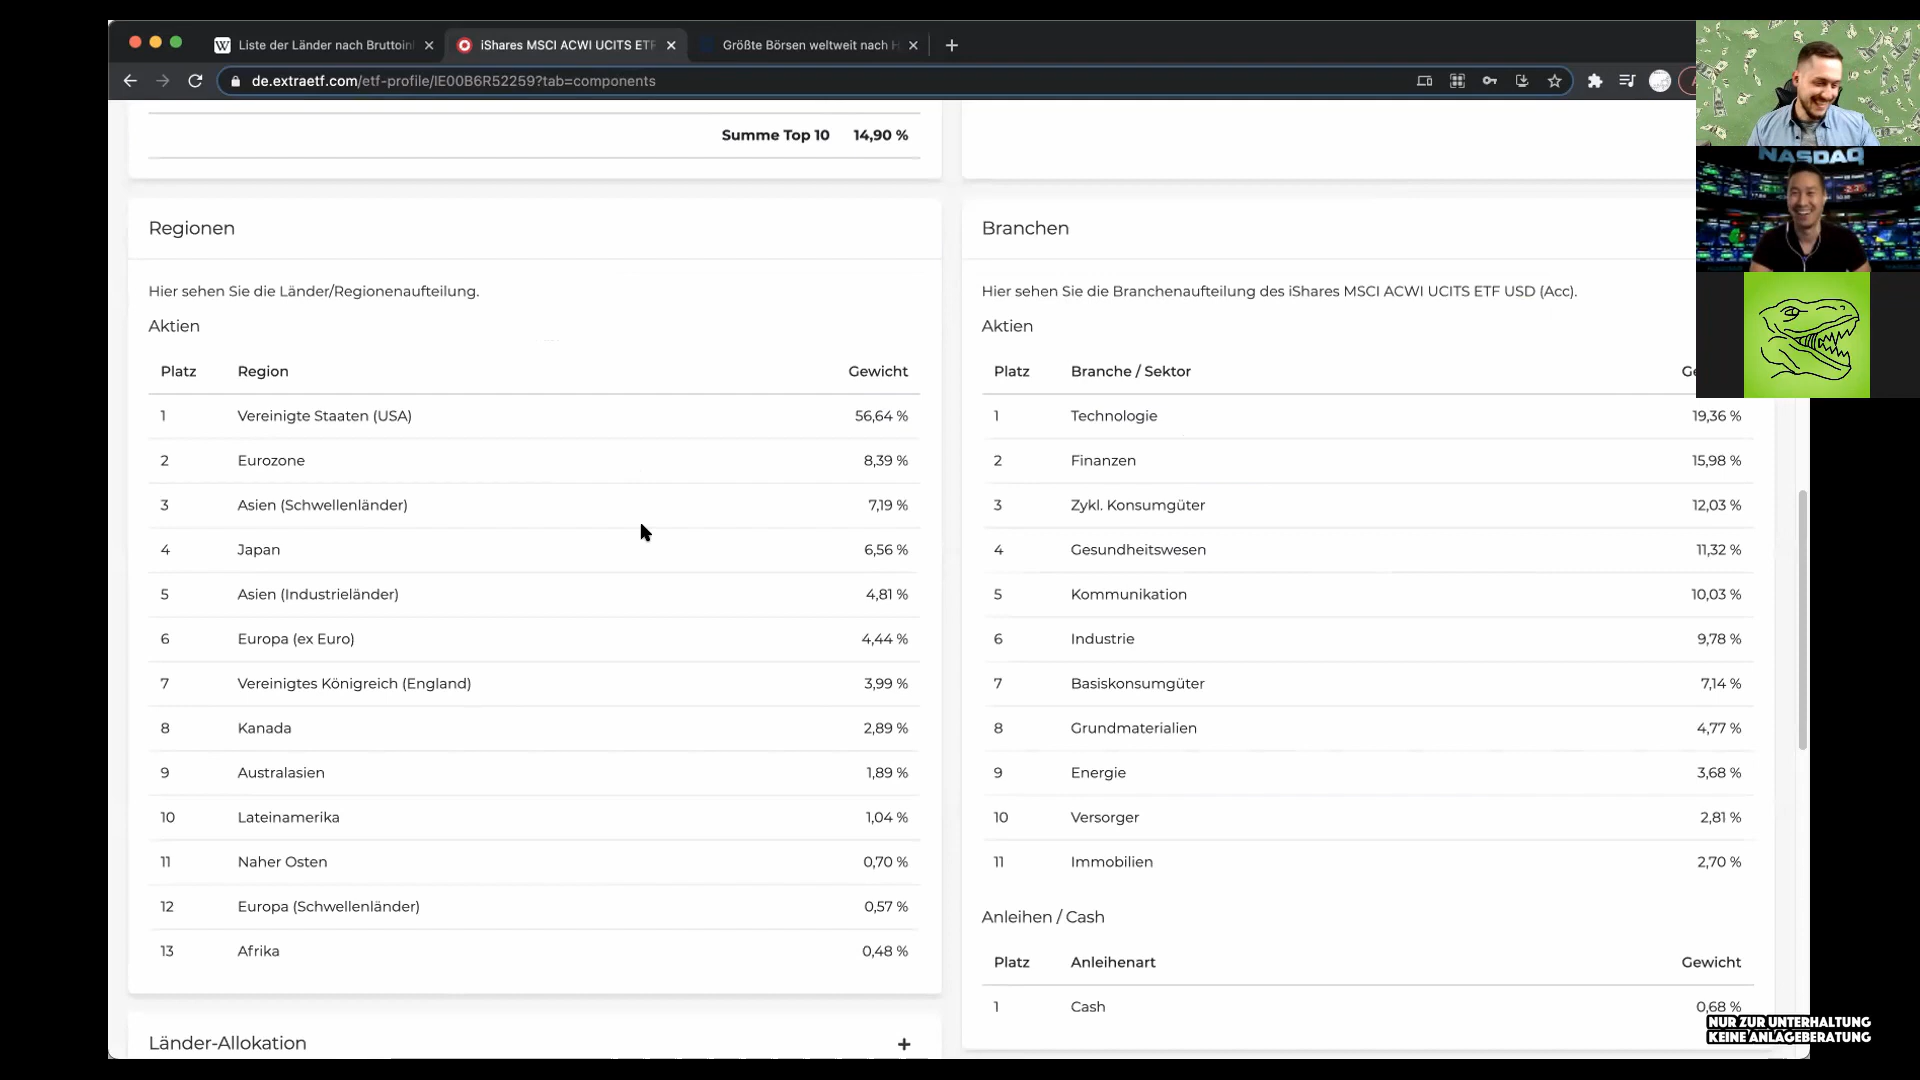 Liste der Länder nach Bruttoin
iShares MSCI ACWI UCITS ETF
Größte Börsen weltweit nach
de.extraetf.com/etf-profile/IE00B6R52259?tab=components
NASDAQ
Summe Top 10 14,90 %
Regionen
Hier sehen Sie die Länder/Regionenaufteilung.
Aktien
Platz Region Gewicht
1 Vereinigte Staaten (USA) 56,64 %
2 Eurozone 8,39 %
3 Asien (Schwellenländer) 7,19 %
4 Japan 6,56 %
5 Asien (Industrieländer) 4,81 %
6 Europa (ex Euro) 4,44 %
7 Vereinigtes Königreich (England) 3,99 %
8 Kanada 2,89 %
9 Australasien 1,89 %
10 Lateinamerika 1,04 %
11 Naher Osten 0,70 %
12 Europa (Schwellenländer) 0,57 %
13 Afrika 0,48 %
Länder-Allokation +
Branchen
Hier sehen Sie die Branchenaufteilung des iShares MSCI ACWI UCITS ETF USD (Acc).
Aktien
Platz Branche / Sektor Ge
1 Technologie 19,36 %
2 Finanzen 15,98 %
3 Zykl. Konsumgüter 12,03 %
4 Gesundheitswesen 11,32 %
5 Kommunikation 10,03 %
6 Industrie 9,78 %
7 Basiskonsumgüter 7,14 %
8 Grundmaterialien 4,77 %
9 Energie 3,68 %
10 Versorger 2,81 %
11 Immobilien 2,70 %
Anleihen / Cash
Platz Anleihenart Gewicht
1 Cash 0,68 %
NUR ZUR UNTERHALTUNG
KEINE ANLAGEBERATUNG